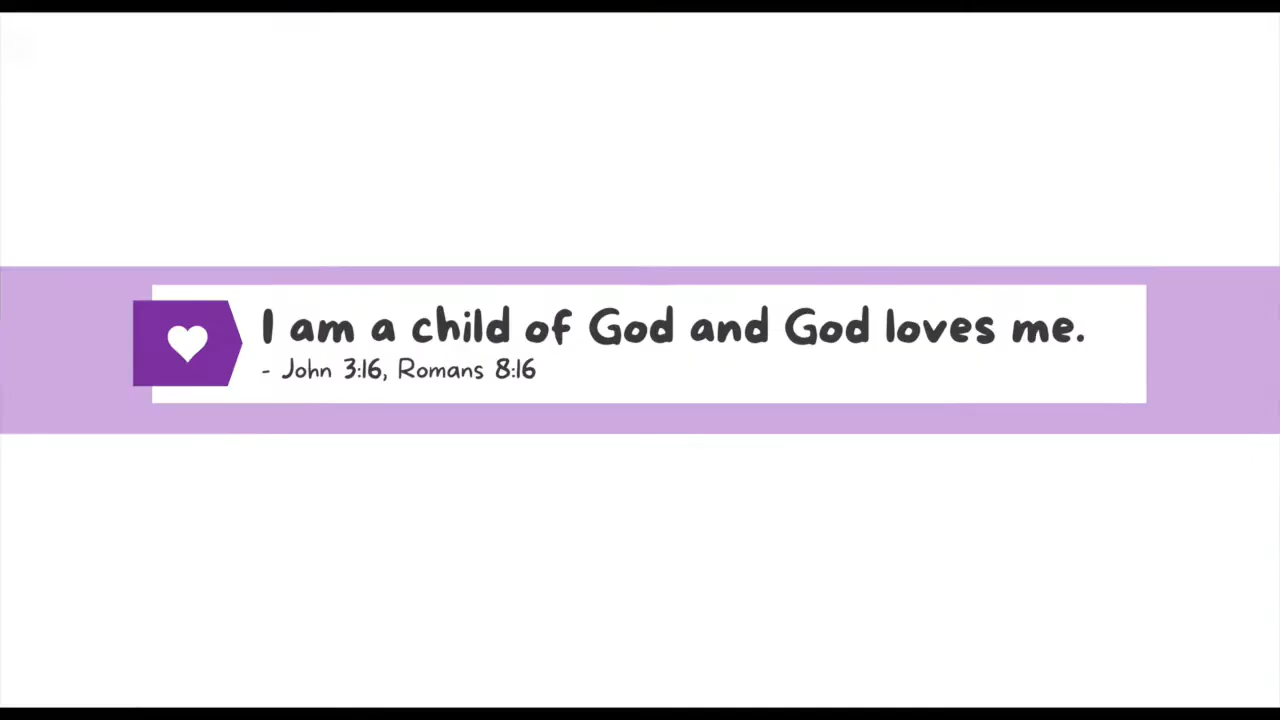 I am a child of God and God loves me.
- John 3:16, Romans 8:16